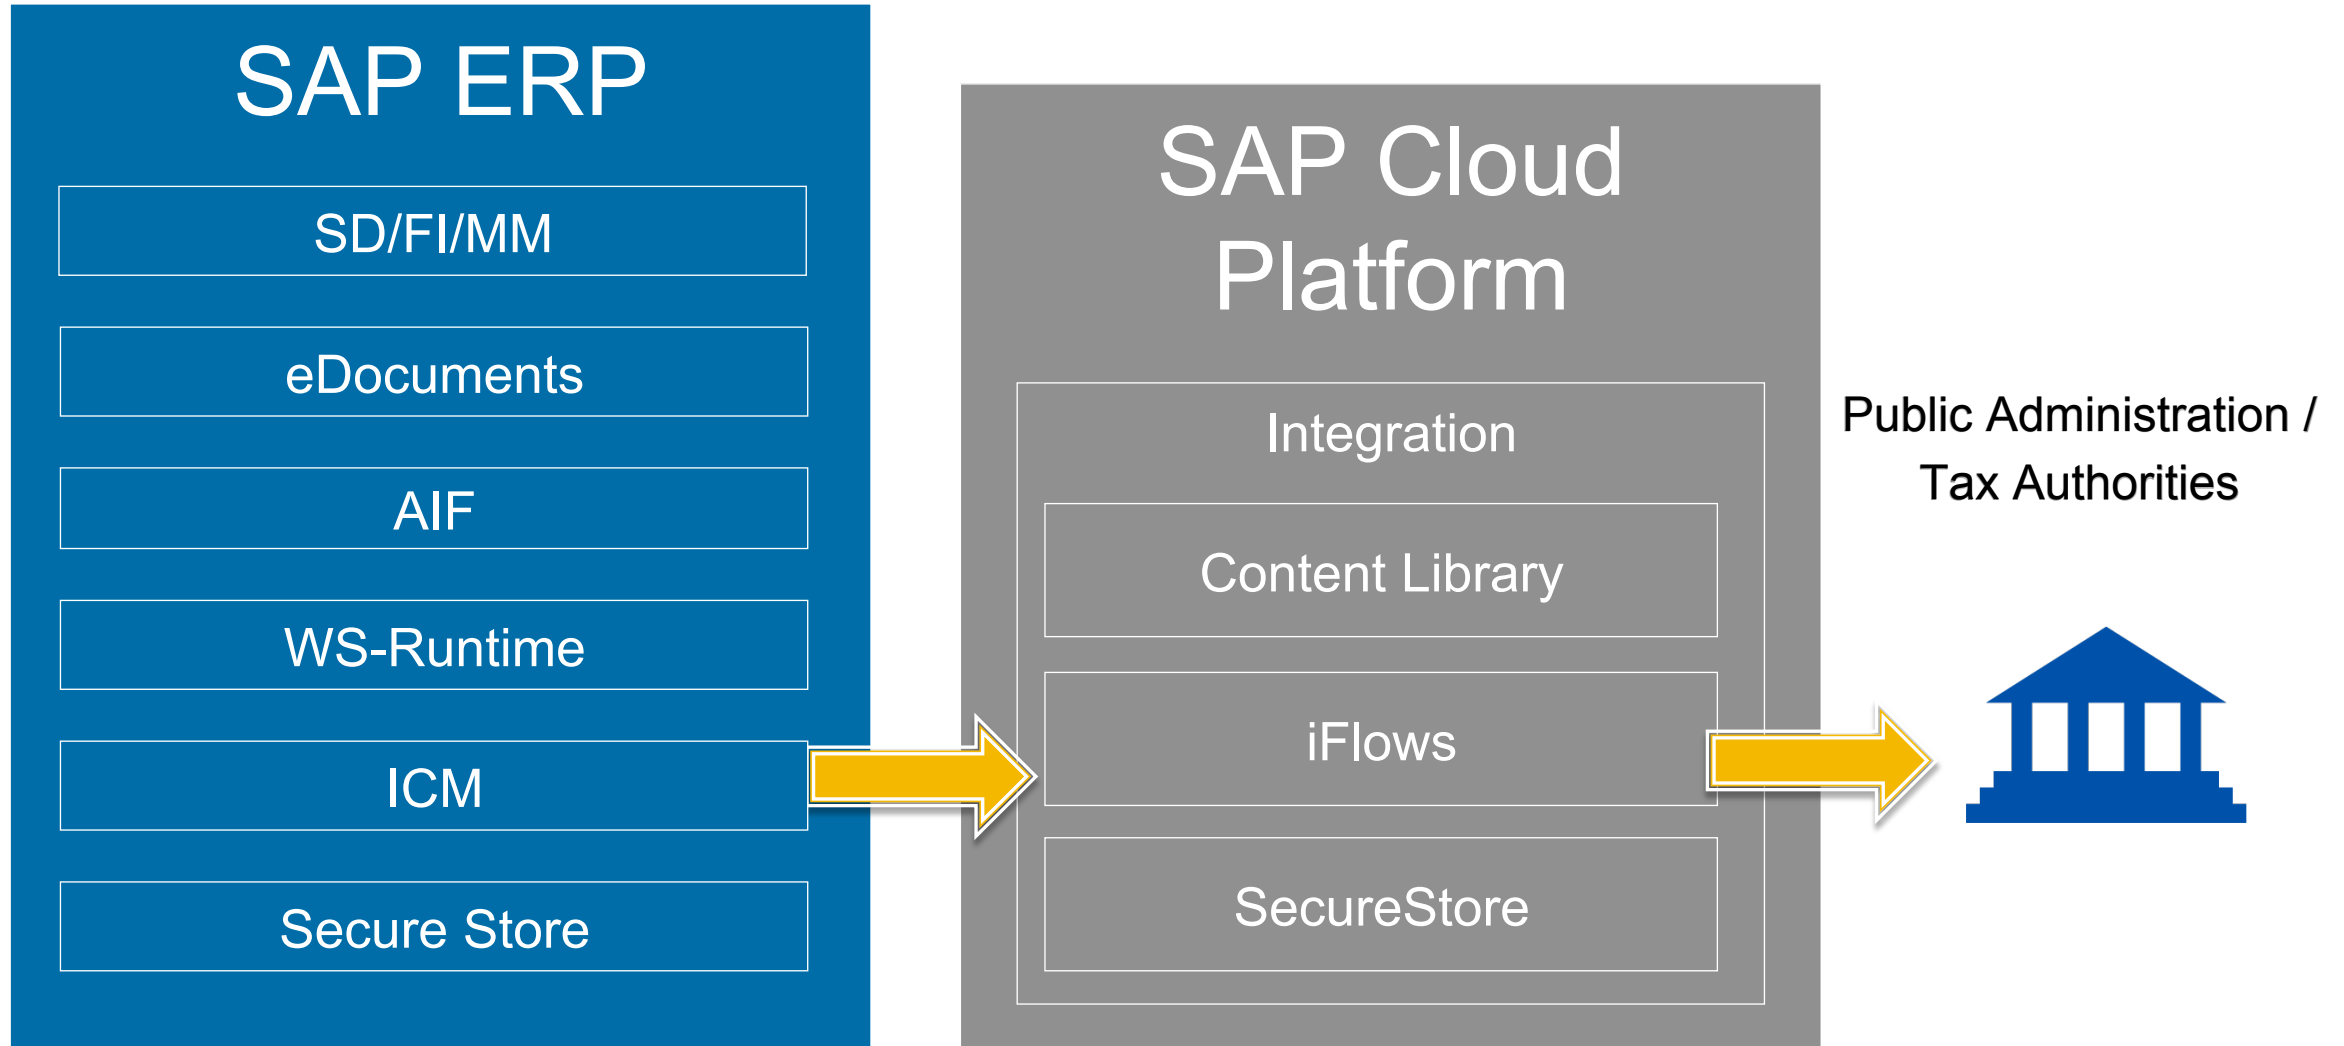 SAP ERP
SD/FI/MM
eDocuments
AIF
WS-Runtime
ICM
Secure Store
SAP Cloud
Platform
Integration
Content Library
iFlows
SecureStore
Public Administration /
Tax Authorities